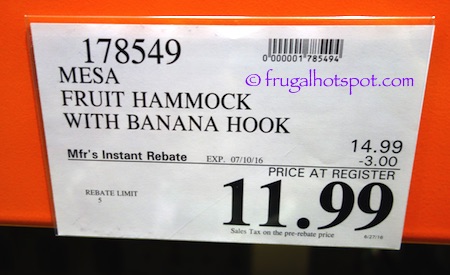 178549
0000001785494
© frugalhotspot.com
MESA
FRUIT HAMMOCK
WITH BANANA HOOK
14.99
Mfr's Instant Rebate EXP. 07/10/16 -3.00
PRICE AT REGISTER
REBATE LIMIT
5
11.99
Sales Tax on the pre-rebate price
6/27/16